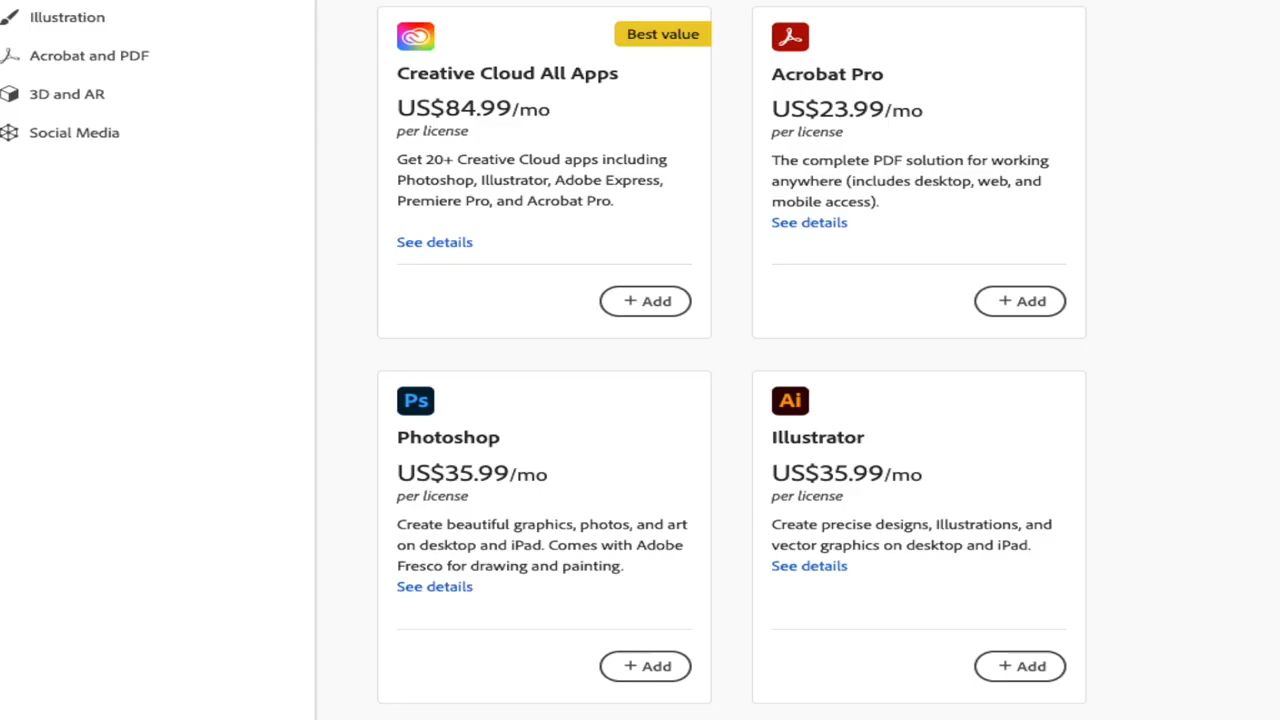 Illustration
Acrobat and PDF
3D and AR
Social Media
Best value
Creative Cloud All Apps
US$84.99/mo
per license
Get 20+ Creative Cloud apps including
Photoshop, Illustrator, Adobe Express,
Premiere Pro, and Acrobat Pro.
See details
+ Add
Acrobat Pro
US$23.99/mo
per license
The complete PDF solution for working
anywhere (includes desktop, web, and
mobile access).
See details
+ Add
Ps
Photoshop
US$35.99/mo
per license
Create beautiful graphics, photos, and art
on desktop and iPad. Comes with Adobe
Fresco for drawing and painting.
See details
+ Add
Ai
Illustrator
US$35.99/mo
per license
Create precise designs, Illustrations, and
vector graphics on desktop and iPad.
See details
+ Add